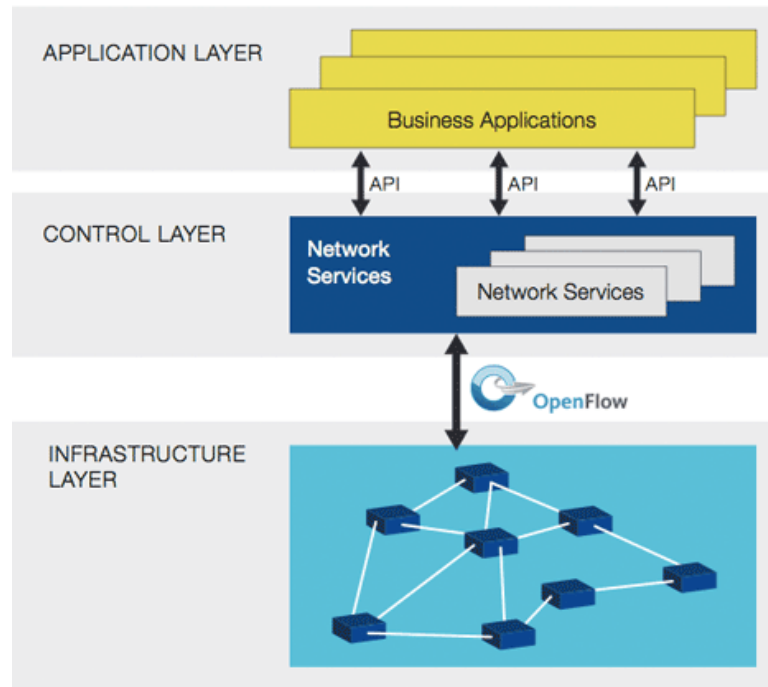 APPLICATION LAYER
Business Applications
API
API
API
CONTROL LAYER
Network
Services
Network Services
OpenFlow
INFRASTRUCTURE
LAYER